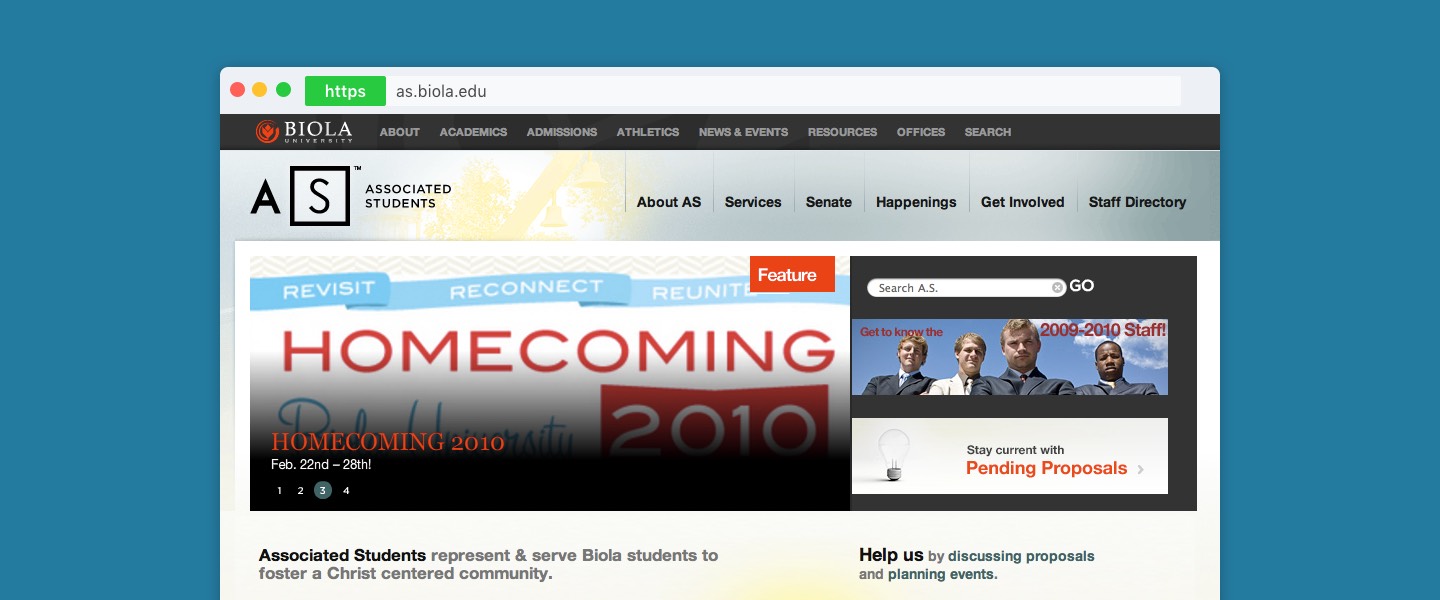 https as.biola.edu
BIOLA
UNIVERSITY
ABOUT ACADEMICS ADMISSIONS ATHLETICS NEWS & EVENTS RESOURCES OFFICES SEARCH
A S ™
ASSOCIATED
STUDENTS
About AS Services Senate Happenings Get Involved Staff Directory
Feature
REVISIT RECONNECT REUNITE
HOMECOMING
Biola University 2010
HOMECOMING 2010
Feb. 22nd – 28th!
1 2 3 4
Search A.S. GO
Get to know the 2009-2010 Staff!
Stay current with
Pending Proposals
Associated Students represent & serve Biola students to
foster a Christ centered community.
Help us by discussing proposals
and planning events.